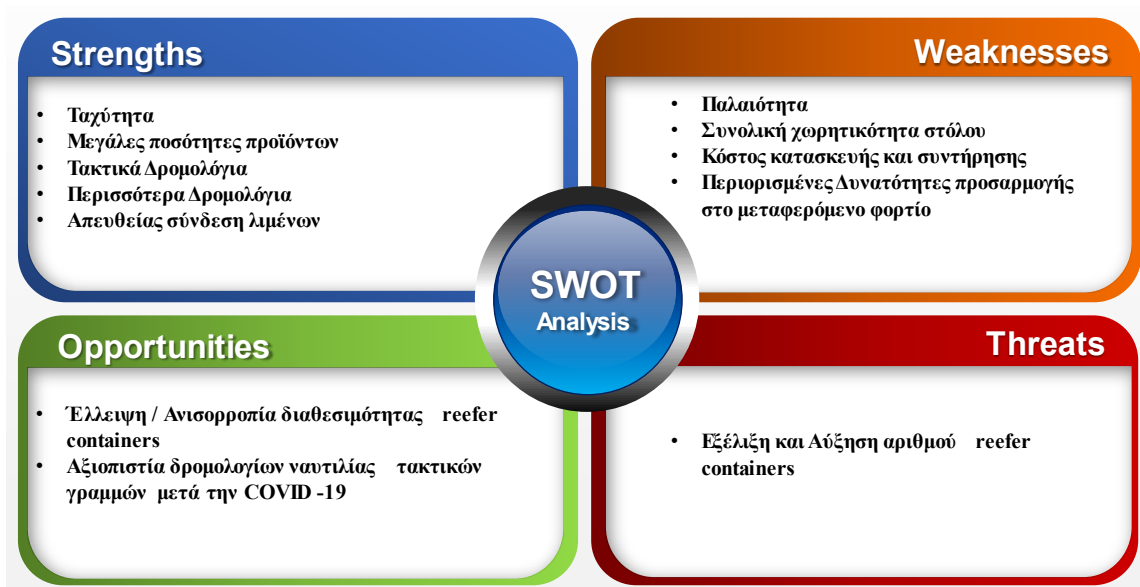 Strengths
• Ταχύτητα
• Μεγάλες ποσότητες προϊόντων
• Τακτικά Δρομολόγια
• Περισσότερα Δρομολόγια
• Απευθείας σύνδεση λιμένων
Weaknesses
• Παλαιότητα
• Συνολική χωρητικότητα στόλου
• Κόστος κατασκευής και συντήρησης
• Περιορισμένες Δυνατότητες προσαρμογής
στο μεταφερόμενο φορτίο
SWOT
Analysis
Opportunities
• Έλλειψη / Ανισορροπία διαθεσιμότητας reefer
containers
• Αξιοπιστία δρομολογίων ναυτιλίας τακτικών
γραμμών μετά την COVID -19
Threats
• Εξέλιξη και Αύξηση αριθμού reefer
containers